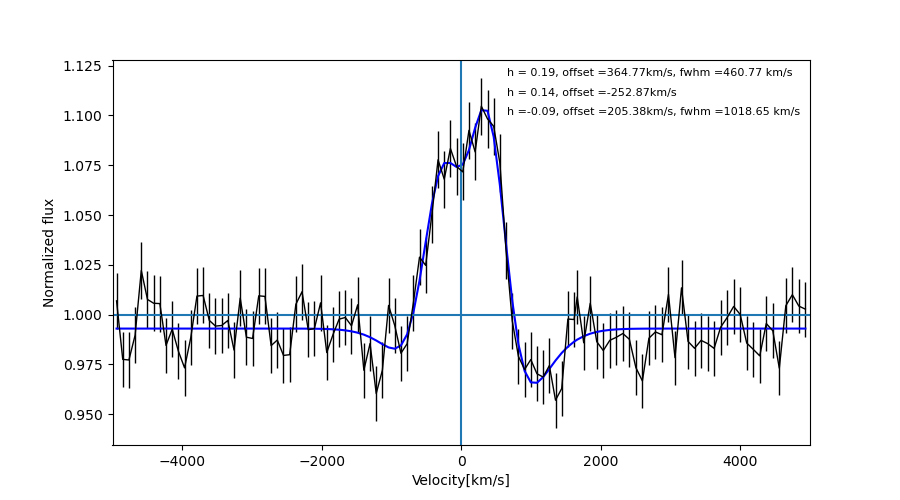 h = 0.19, offset =364.77km/s, fwhm =460.77 km/s
h = 0.14, offset =-252.87km/s
h =-0.09, offset =205.38km/s, fwhm =1018.65 km/s
1.125
1.100
1.075
1.050
1.025
1.000
0.975
0.950
Normalized flux
−4000 −2000 0 2000 4000
Velocity[km/s]